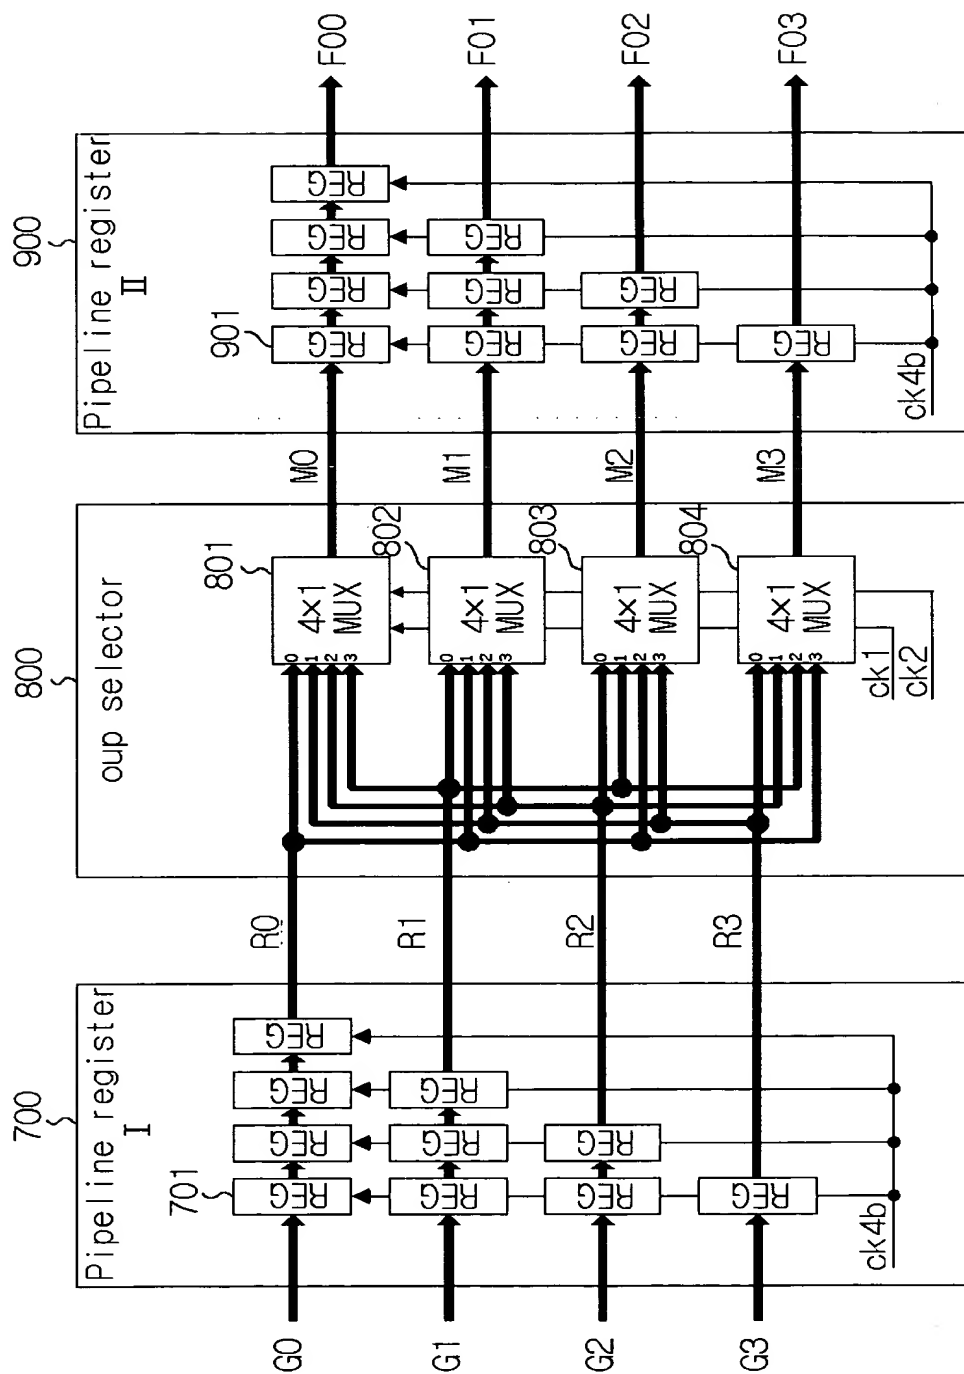 700
Pipeline register
I
701
G0
REG
REG
REG
REG
R0
G1
REG
REG
REG
R1
G2
REG
REG
R2
G3
REG
R3
ck4b
800
oup selector
801
0
1
2
3
4×1
MUX
M0
802
0
1
2
3
4×1
MUX
M1
803
0
1
2
3
4×1
MUX
M2
804
0
1
2
3
4×1
MUX
M3
ck1
ck2
900
Pipeline register
II
901
REG
REG
REG
REG
F00
REG
REG
REG
F01
REG
REG
F02
REG
F03
ck4b